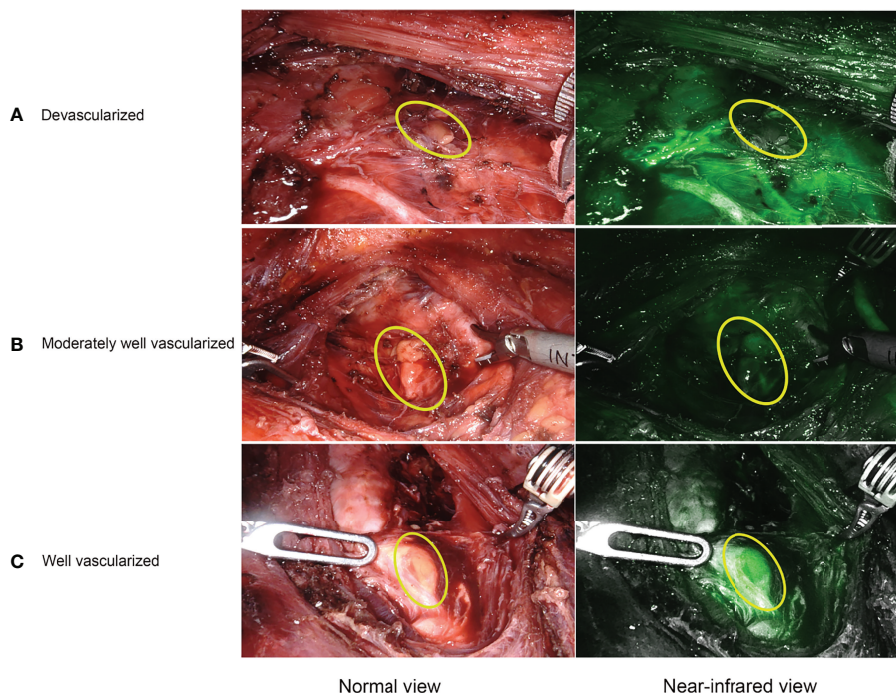 A Devascularized
B Moderately well vascularized
C Well vascularized
Normal view Near-infrared view